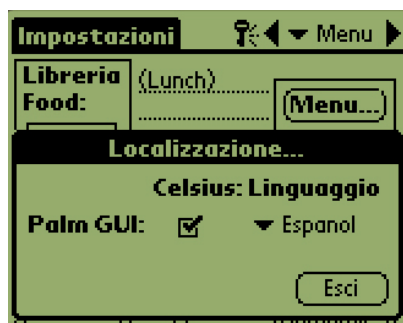 Impostazioni Menu
Libreria (Lunch)
Food: Menu...
Localizzazione...
Celsius: Linguaggio
Palm GUI: Espanol
Esci